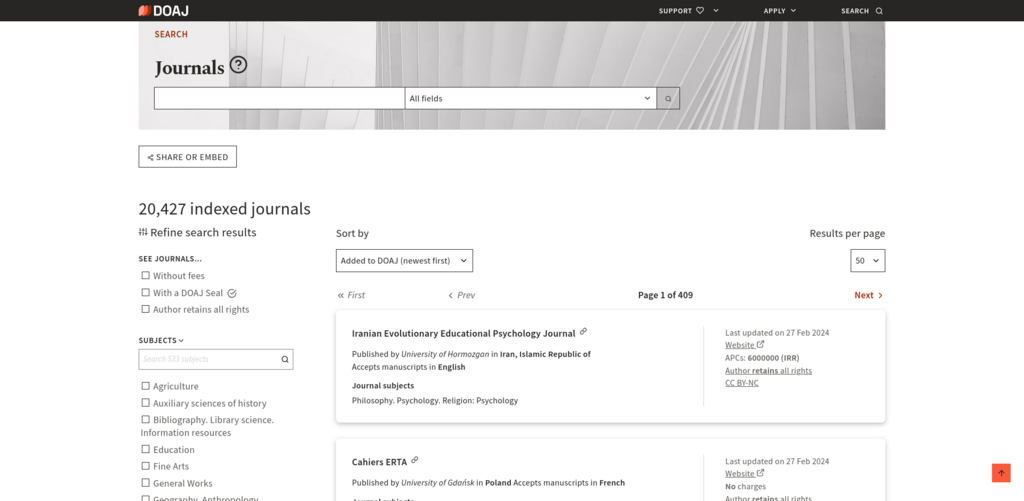 DOAJ
SUPPORT
APPLY
SEARCH
SEARCH
Journals
All fields
SHARE OR EMBED
20,427 indexed journals
Refine search results
SEE JOURNALS...
Without fees
With a DOAJ Seal
Author retains all rights
SUBJECTS
Search 533 subjects
Agriculture
Auxiliary sciences of history
Bibliography. Library science.
Information resources
Education
Fine Arts
General Works
Geography. Anthropology.
Sort by
Results per page
Added to DOAJ (newest first)
50
« First
‹ Prev
Page 1 of 409
Next ›
Iranian Evolutionary Educational Psychology Journal
Published by University of Hormozgan in Iran, Islamic Republic of
Accepts manuscripts in English
Journal subjects
Philosophy. Psychology. Religion: Psychology
Last updated on 27 Feb 2024
Website
APCs: 6000000 (IRR)
Author retains all rights
CC BY-NC
Cahiers ERTA
Published by University of Gdańsk in Poland Accepts manuscripts in French
Journal subjects
Last updated on 27 Feb 2024
Website
No charges
Author retains all rights